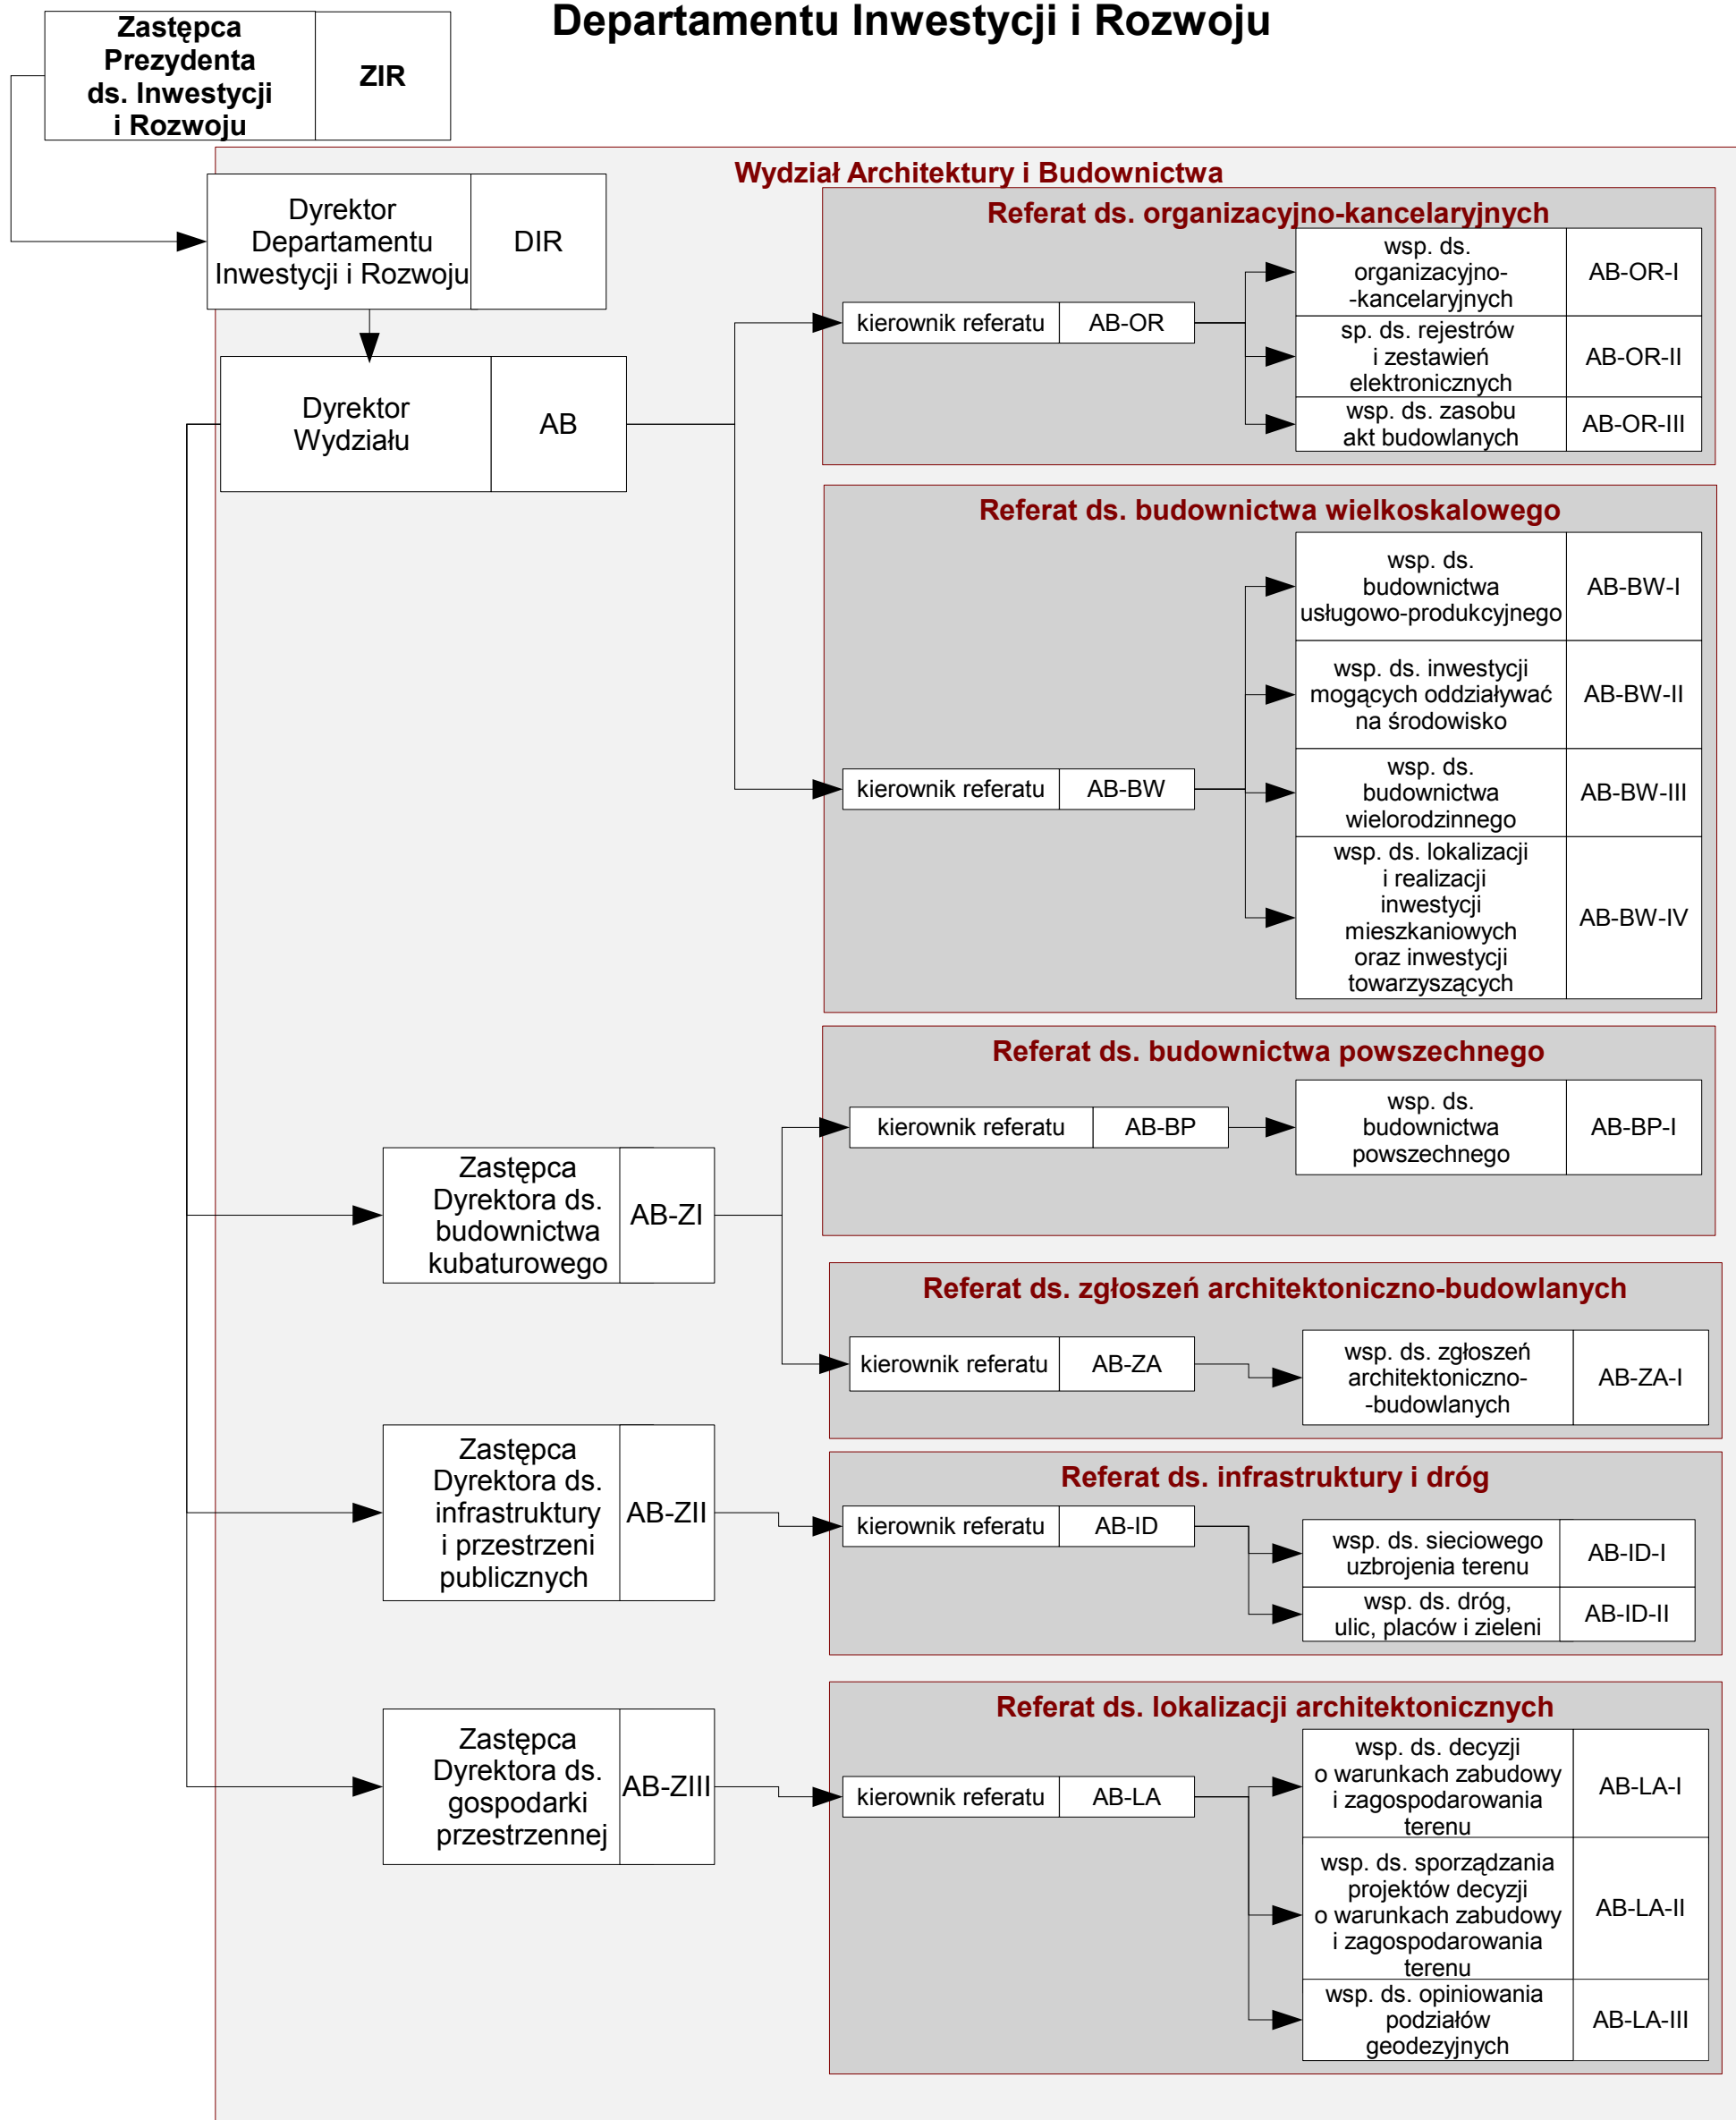 Departamentu Inwestycji i Rozwoju
Zastępca
Prezydenta
ds. Inwestycji
i Rozwoju
ZIR
Wydział Architektury i Budownictwa
Dyrektor
Departamentu
Inwestycji i Rozwoju
DIR
Dyrektor
Wydziału
AB
Referat ds. organizacyjno-kancelaryjnych
kierownik referatu
AB-OR
wsp. ds.
organizacyjno-
-kancelaryjnych
AB-OR-I
sp. ds. rejestrów
i zestawień
elektronicznych
AB-OR-II
wsp. ds. zasobu
akt budowlanych
AB-OR-III
Referat ds. budownictwa wielkoskalowego
kierownik referatu
AB-BW
wsp. ds.
budownictwa
usługowo-produkcyjnego
AB-BW-I
wsp. ds. inwestycji
mogących oddziaływać
na środowisko
AB-BW-II
wsp. ds.
budownictwa
wielorodzinnego
AB-BW-III
wsp. ds. lokalizacji
i realizacji
inwestycji
mieszkaniowych
oraz inwestycji
towarzyszących
AB-BW-IV
Zastępca
Dyrektora ds.
budownictwa
kubaturowego
AB-ZI
Referat ds. budownictwa powszechnego
kierownik referatu
AB-BP
wsp. ds.
budownictwa
powszechnego
AB-BP-I
Referat ds. zgłoszeń architektoniczno-budowlanych
kierownik referatu
AB-ZA
wsp. ds. zgłoszeń
architektoniczno-
-budowlanych
AB-ZA-I
Zastępca
Dyrektora ds.
infrastruktury
i przestrzeni
publicznych
AB-ZII
Referat ds. infrastruktury i dróg
kierownik referatu
AB-ID
wsp. ds. sieciowego
uzbrojenia terenu
AB-ID-I
wsp. ds. dróg,
ulic, placów i zieleni
AB-ID-II
Zastępca
Dyrektora ds.
gospodarki
przestrzennej
AB-ZIII
Referat ds. lokalizacji architektonicznych
kierownik referatu
AB-LA
wsp. ds. decyzji
o warunkach zabudowy
i zagospodarowania
terenu
AB-LA-I
wsp. ds. sporządzania
projektów decyzji
o warunkach zabudowy
i zagospodarowania
terenu
AB-LA-II
wsp. ds. opiniowania
podziałów
geodezyjnych
AB-LA-III